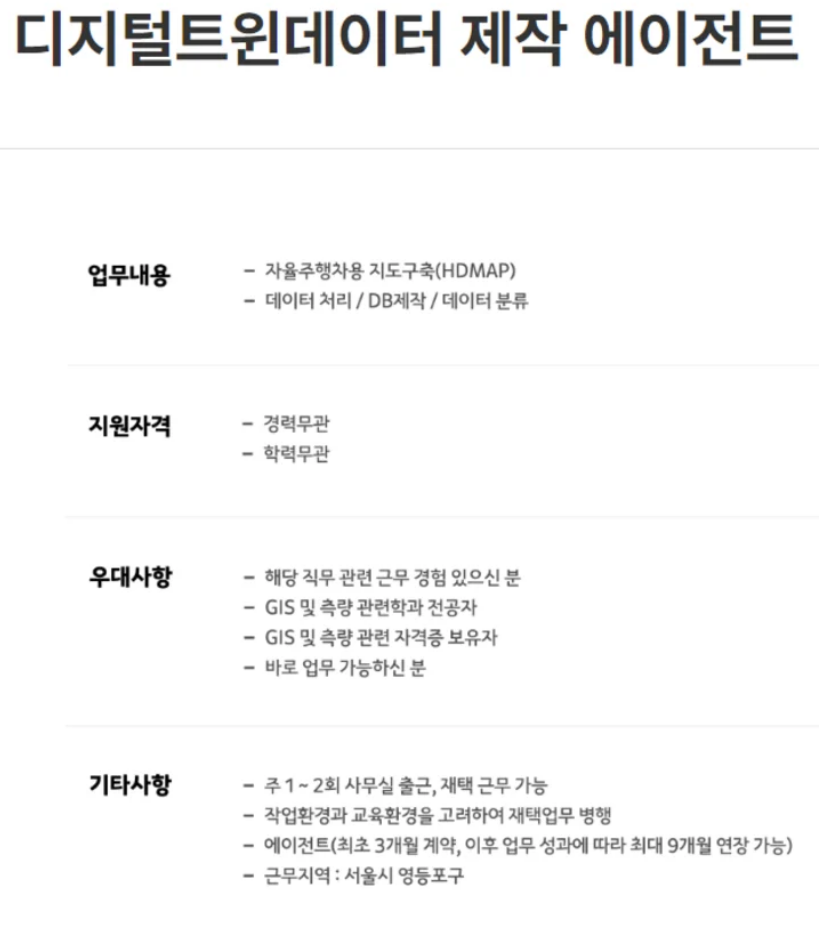 디지털트윈데이터 제작 에이전트
업무내용
– 자율주행차용 지도구축(HDMAP)
– 데이터 처리 / DB제작 / 데이터 분류
지원자격
– 경력무관
– 학력무관
우대사항
– 해당 직무 관련 근무 경험 있으신 분
– GIS 및 측량 관련학과 전공자
– GIS 및 측량 관련 자격증 보유자
– 바로 업무 가능하신 분
기타사항
– 주 1 ~ 2회 사무실 출근, 재택 근무 가능
– 작업환경과 교육환경을 고려하여 재택업무 병행
– 에이전트(최초 3개월 계약, 이후 업무 성과에 따라 최대 9개월 연장 가능)
– 근무지역 : 서울시 영등포구